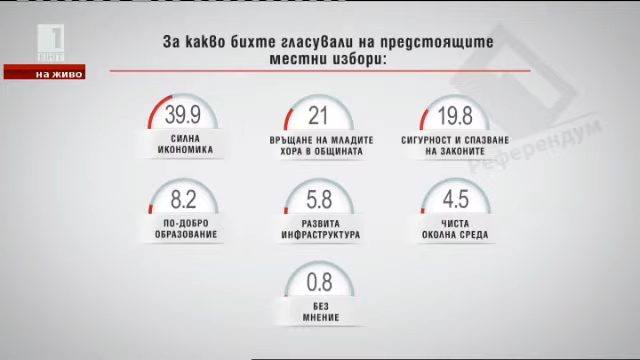 За какво бихте гласували на предстоящите
местни избори:
1
БНТ
на живо
39.9
СИЛНА
ИКОНОМИКА
21
ВРЪЩАНЕ НА МЛАДИТЕ
ХОРА В ОБЩИНАТА
19.8
СИГУРНОСТ И СПАЗВАНЕ
НА ЗАКОНИТЕ
Референдум
8.2
ПО-ДОБРО
ОБРАЗОВАНИЕ
5.8
РАЗВИТА
ИНФРАСТРУКТУРА
4.5
ЧИСТА
ОКОЛНА СРЕДА
0.8
БЕЗ
МНЕНИЕ